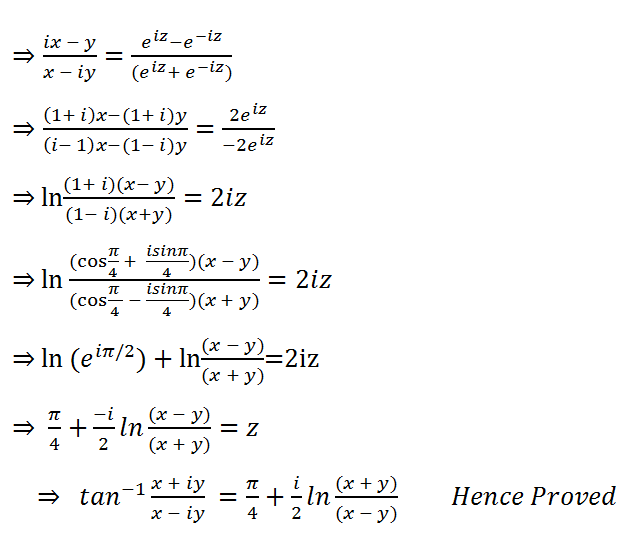 ⇒ (ix − y)/(x − iy) = (e^{iz} − e^{−iz})/((e^{iz} + e^{−iz}))
⇒ ((1 + i)x−(1 + i)y)/((i − 1)x−(1 − i)y) = 2e^{iz}/−2e^{iz}
⇒ ln ((1 + i)(x − y))/((1 − i)(x+y)) = 2iz
⇒ ln ((cos π/4 + isinπ/4)(x − y))/((cos π/4 − isinπ/4)(x + y)) = 2iz
⇒ ln (e^{iπ/2}) + ln (x − y)/(x + y)=2iz
⇒ π/4 + −i/2 ln (x − y)/(x + y) = z
⇒ tan^{−1} (x + iy)/(x − iy) = π/4 + i/2 ln (x + y)/(x − y) Hence Proved